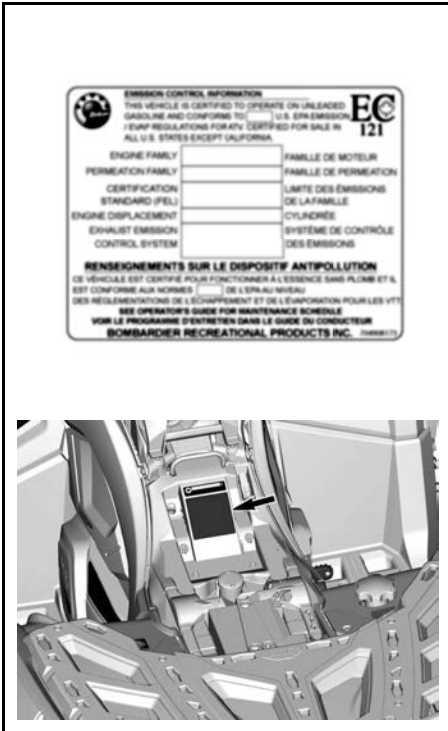 EMISSION CONTROL INFORMATION
THIS VEHICLE IS CERTIFIED TO OPERATE ON UNLEADED
GASOLINE AND CONFORMS TO U.S. EPA EMISSION
/ EVAP REGULATIONS FOR ATV. CERTIFIED FOR SALE IN
ALL U.S. STATES EXCEPT CALIFORNIA.
EC
121
ENGINE FAMILY FAMILLE DE MOTEUR
PERMEATION FAMILY FAMILLE DE PERMEATION
CERTIFICATION LIMITE DES ÉMISSIONS
STANDARD (FEL) DE LA FAMILLE
ENGINE DISPLACEMENT CYLINDRÉE
EXHAUST EMISSION SYSTÈME DE CONTRÔLE
CONTROL SYSTEM DES ÉMISSIONS
RENSEIGNEMENTS SUR LE DISPOSITIF ANTIPOLLUTION
CE VÉHICULE EST CERTIFIÉ POUR FONCTIONNER À L'ESSENCE SANS PLOMB ET IL
EST CONFORME AUX NORMES DE L'EPA AU NIVEAU
DES RÉGLEMENTATIONS DE L'ÉCHAPPEMENT ET DE L'ÉVAPORATION POUR LES VTT
SEE OPERATOR'S GUIDE FOR MAINTENANCE SCHEDULE
VOIR LE PROGRAMME D'ENTRETIEN DANS LE GUIDE DU CONDUCTEUR
BOMBARDIER RECREATIONAL PRODUCTS INC.